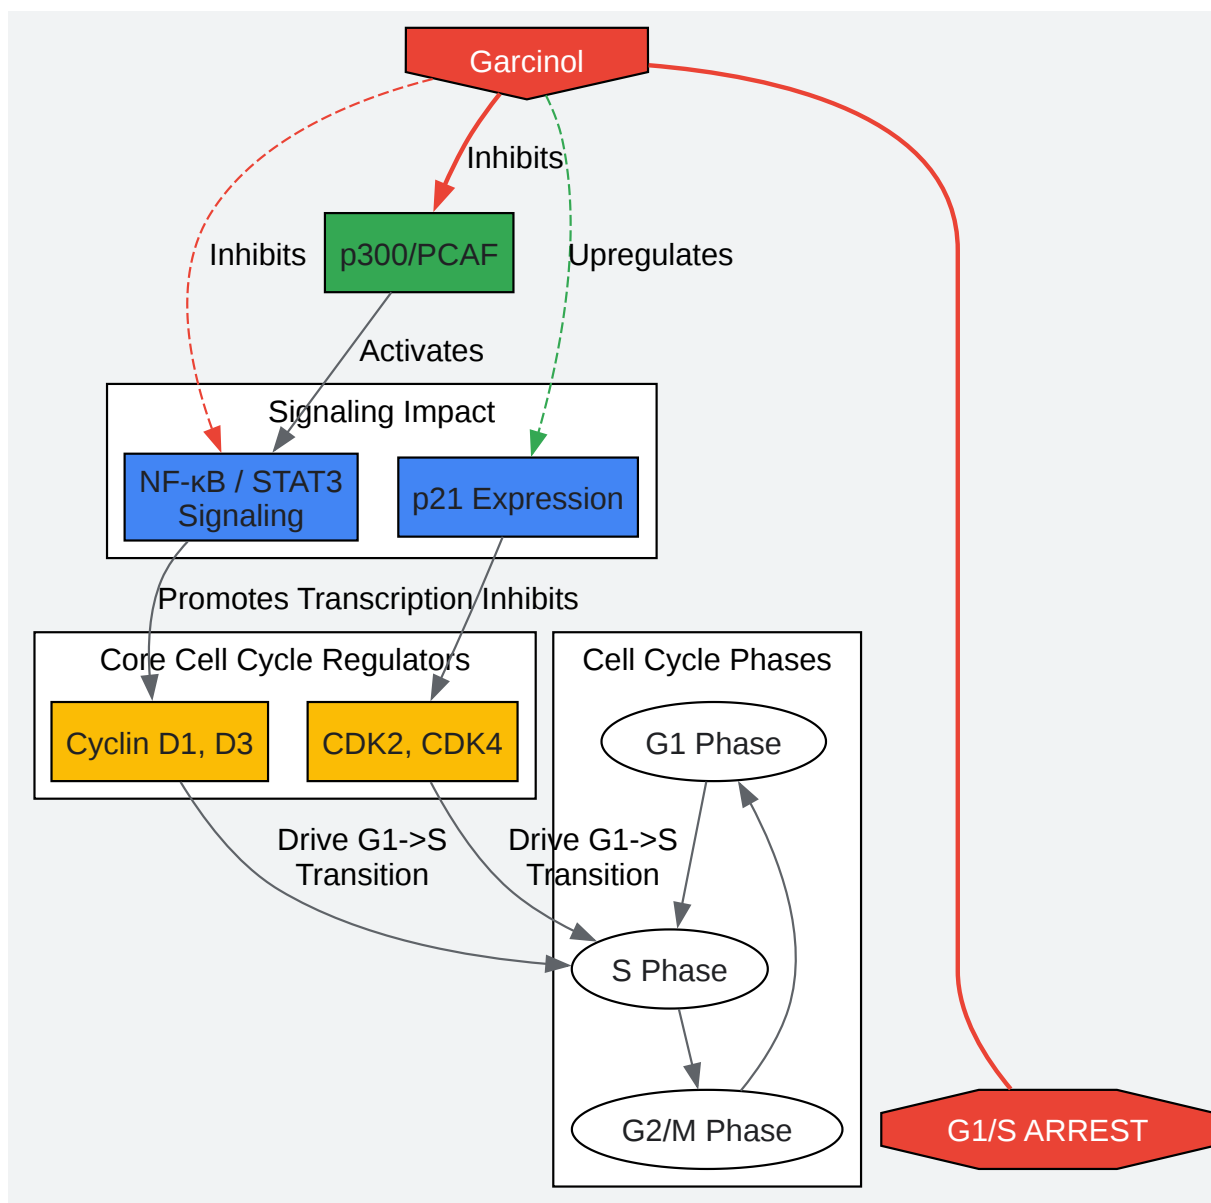 Garcinol
Inhibits
Inhibits
p300/PCAF
Upregulates
Activates
Signaling Impact
NF-κB / STAT3
Signaling
p21 Expression
Promotes Transcription
Inhibits
Core Cell Cycle Regulators
Cell Cycle Phases
Cyclin D1, D3
CDK2, CDK4
G1 Phase
Drive G1->S
Transition
Drive G1->S
Transition
S Phase
G2/M Phase
G1/S ARREST